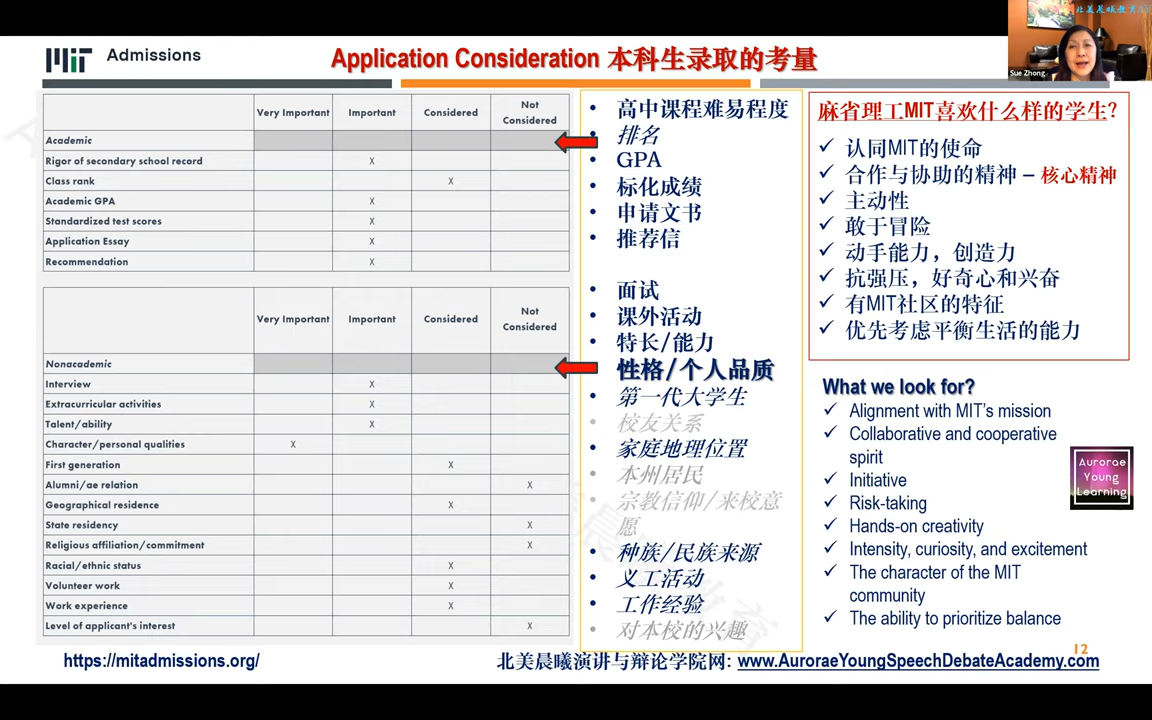 北美晨曦教育
Sue Zhong
MIT Admissions
Application Consideration 本科生录取的考量
Very Important Important Considered Not Considered
Academic
Rigor of secondary school record X
Class rank X
Academic GPA X
Standardized test scores X
Application Essay X
Recommendation X
Very Important Important Considered Not Considered
Nonacademic
Interview X
Extracurricular activities X
Talent/ability X
Character/personal qualities X
First generation X
Alumni/ae relation X
Geographical residence X
State residency X
Religious affiliation/commitment X
Racial/ethnic status X
Volunteer work X
Work experience X
Level of applicant's interest X
• 高中课程难易程度
• 排名
• GPA
• 标化成绩
• 申请文书
• 推荐信
• 面试
• 课外活动
• 特长/能力
• 性格/个人品质
• 第一代大学生
• 校友关系
• 家庭地理位置
• 本州居民
• 宗教信仰/来校意
愿
• 种族/民族来源
• 义工活动
• 工作经验
• 对本校的兴趣
麻省理工MIT喜欢什么样的学生?
✓ 认同MIT的使命
✓ 合作与协助的精神 – 核心精神
✓ 主动性
✓ 敢于冒险
✓ 动手能力，创造力
✓ 抗强压，好奇心和兴奋
✓ 有MIT社区的特征
✓ 优先考虑平衡生活的能力
What we look for?
✓ Alignment with MIT's mission
✓ Collaborative and cooperative
spirit
✓ Initiative
✓ Risk-taking
✓ Hands-on creativity
✓ Intensity, curiosity, and excitement
✓ The character of the MIT
community
✓ The ability to prioritize balance
Aurorae
Young
Learning
12
https://mitadmissions.org/
北美晨曦演讲与辩论学院网: www.AuroraeYoungSpeechDebateAcademy.com